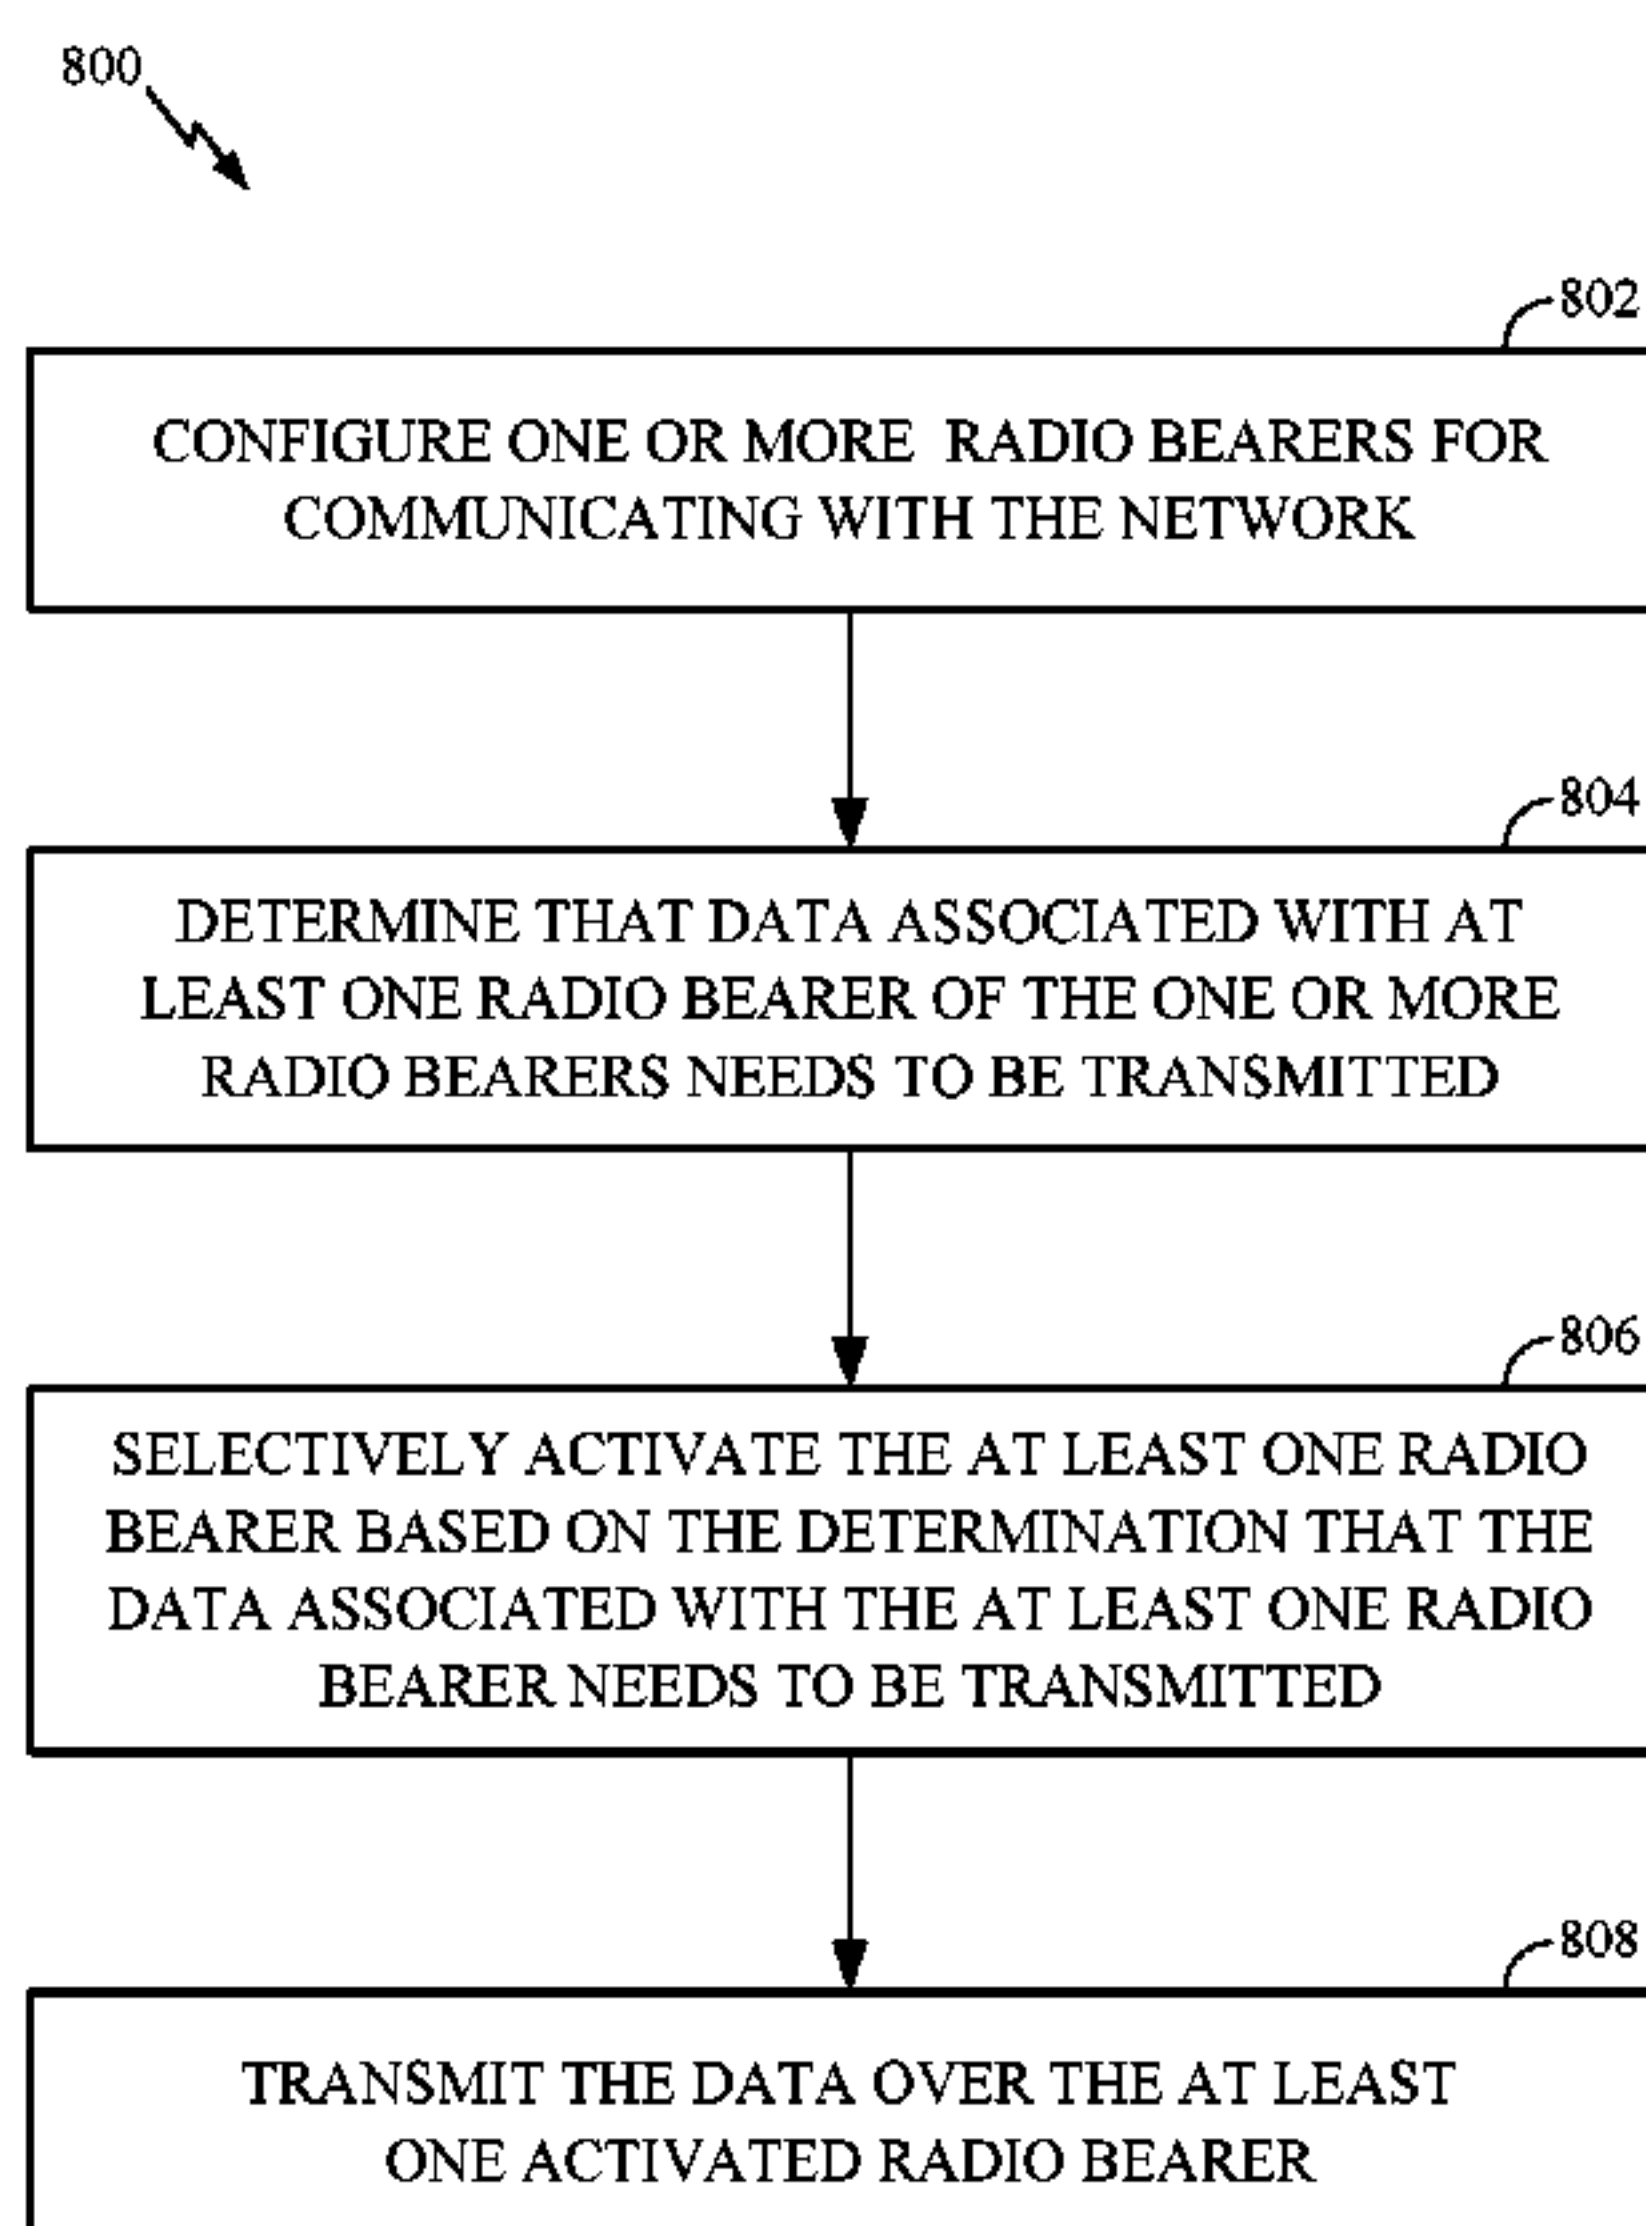 800
802
CONFIGURE ONE OR MORE RADIO BEARERS FOR
COMMUNICATING WITH THE NETWORK
804
DETERMINE THAT DATA ASSOCIATED WITH AT
LEAST ONE RADIO BEARER OF THE ONE OR MORE
RADIO BEARERS NEEDS TO BE TRANSMITTED
806
SELECTIVELY ACTIVATE THE AT LEAST ONE RADIO
BEARER BASED ON THE DETERMINATION THAT THE
DATA ASSOCIATED WITH THE AT LEAST ONE RADIO
BEARER NEEDS TO BE TRANSMITTED
808
TRANSMIT THE DATA OVER THE AT LEAST
ONE ACTIVATED RADIO BEARER